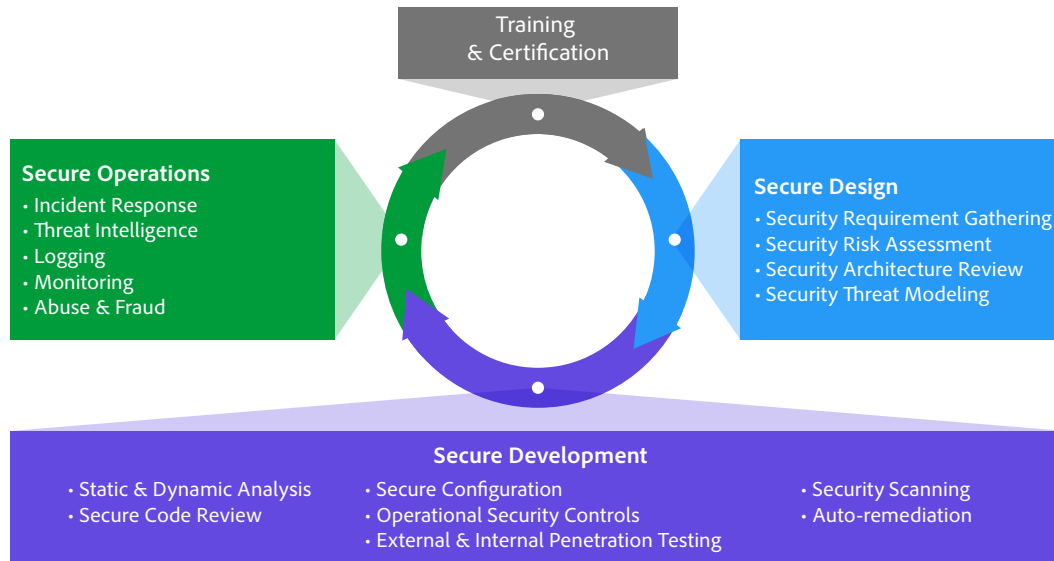 Training
& Certification
Secure Operations
• Incident Response
• Threat Intelligence
• Logging
• Monitoring
• Abuse & Fraud
Secure Design
• Security Requirement Gathering
• Security Risk Assessment
• Security Architecture Review
• Security Threat Modeling
Secure Development
• Static & Dynamic Analysis
• Secure Code Review
• Secure Configuration
• Operational Security Controls
• External & Internal Penetration Testing
• Security Scanning
• Auto-remediation